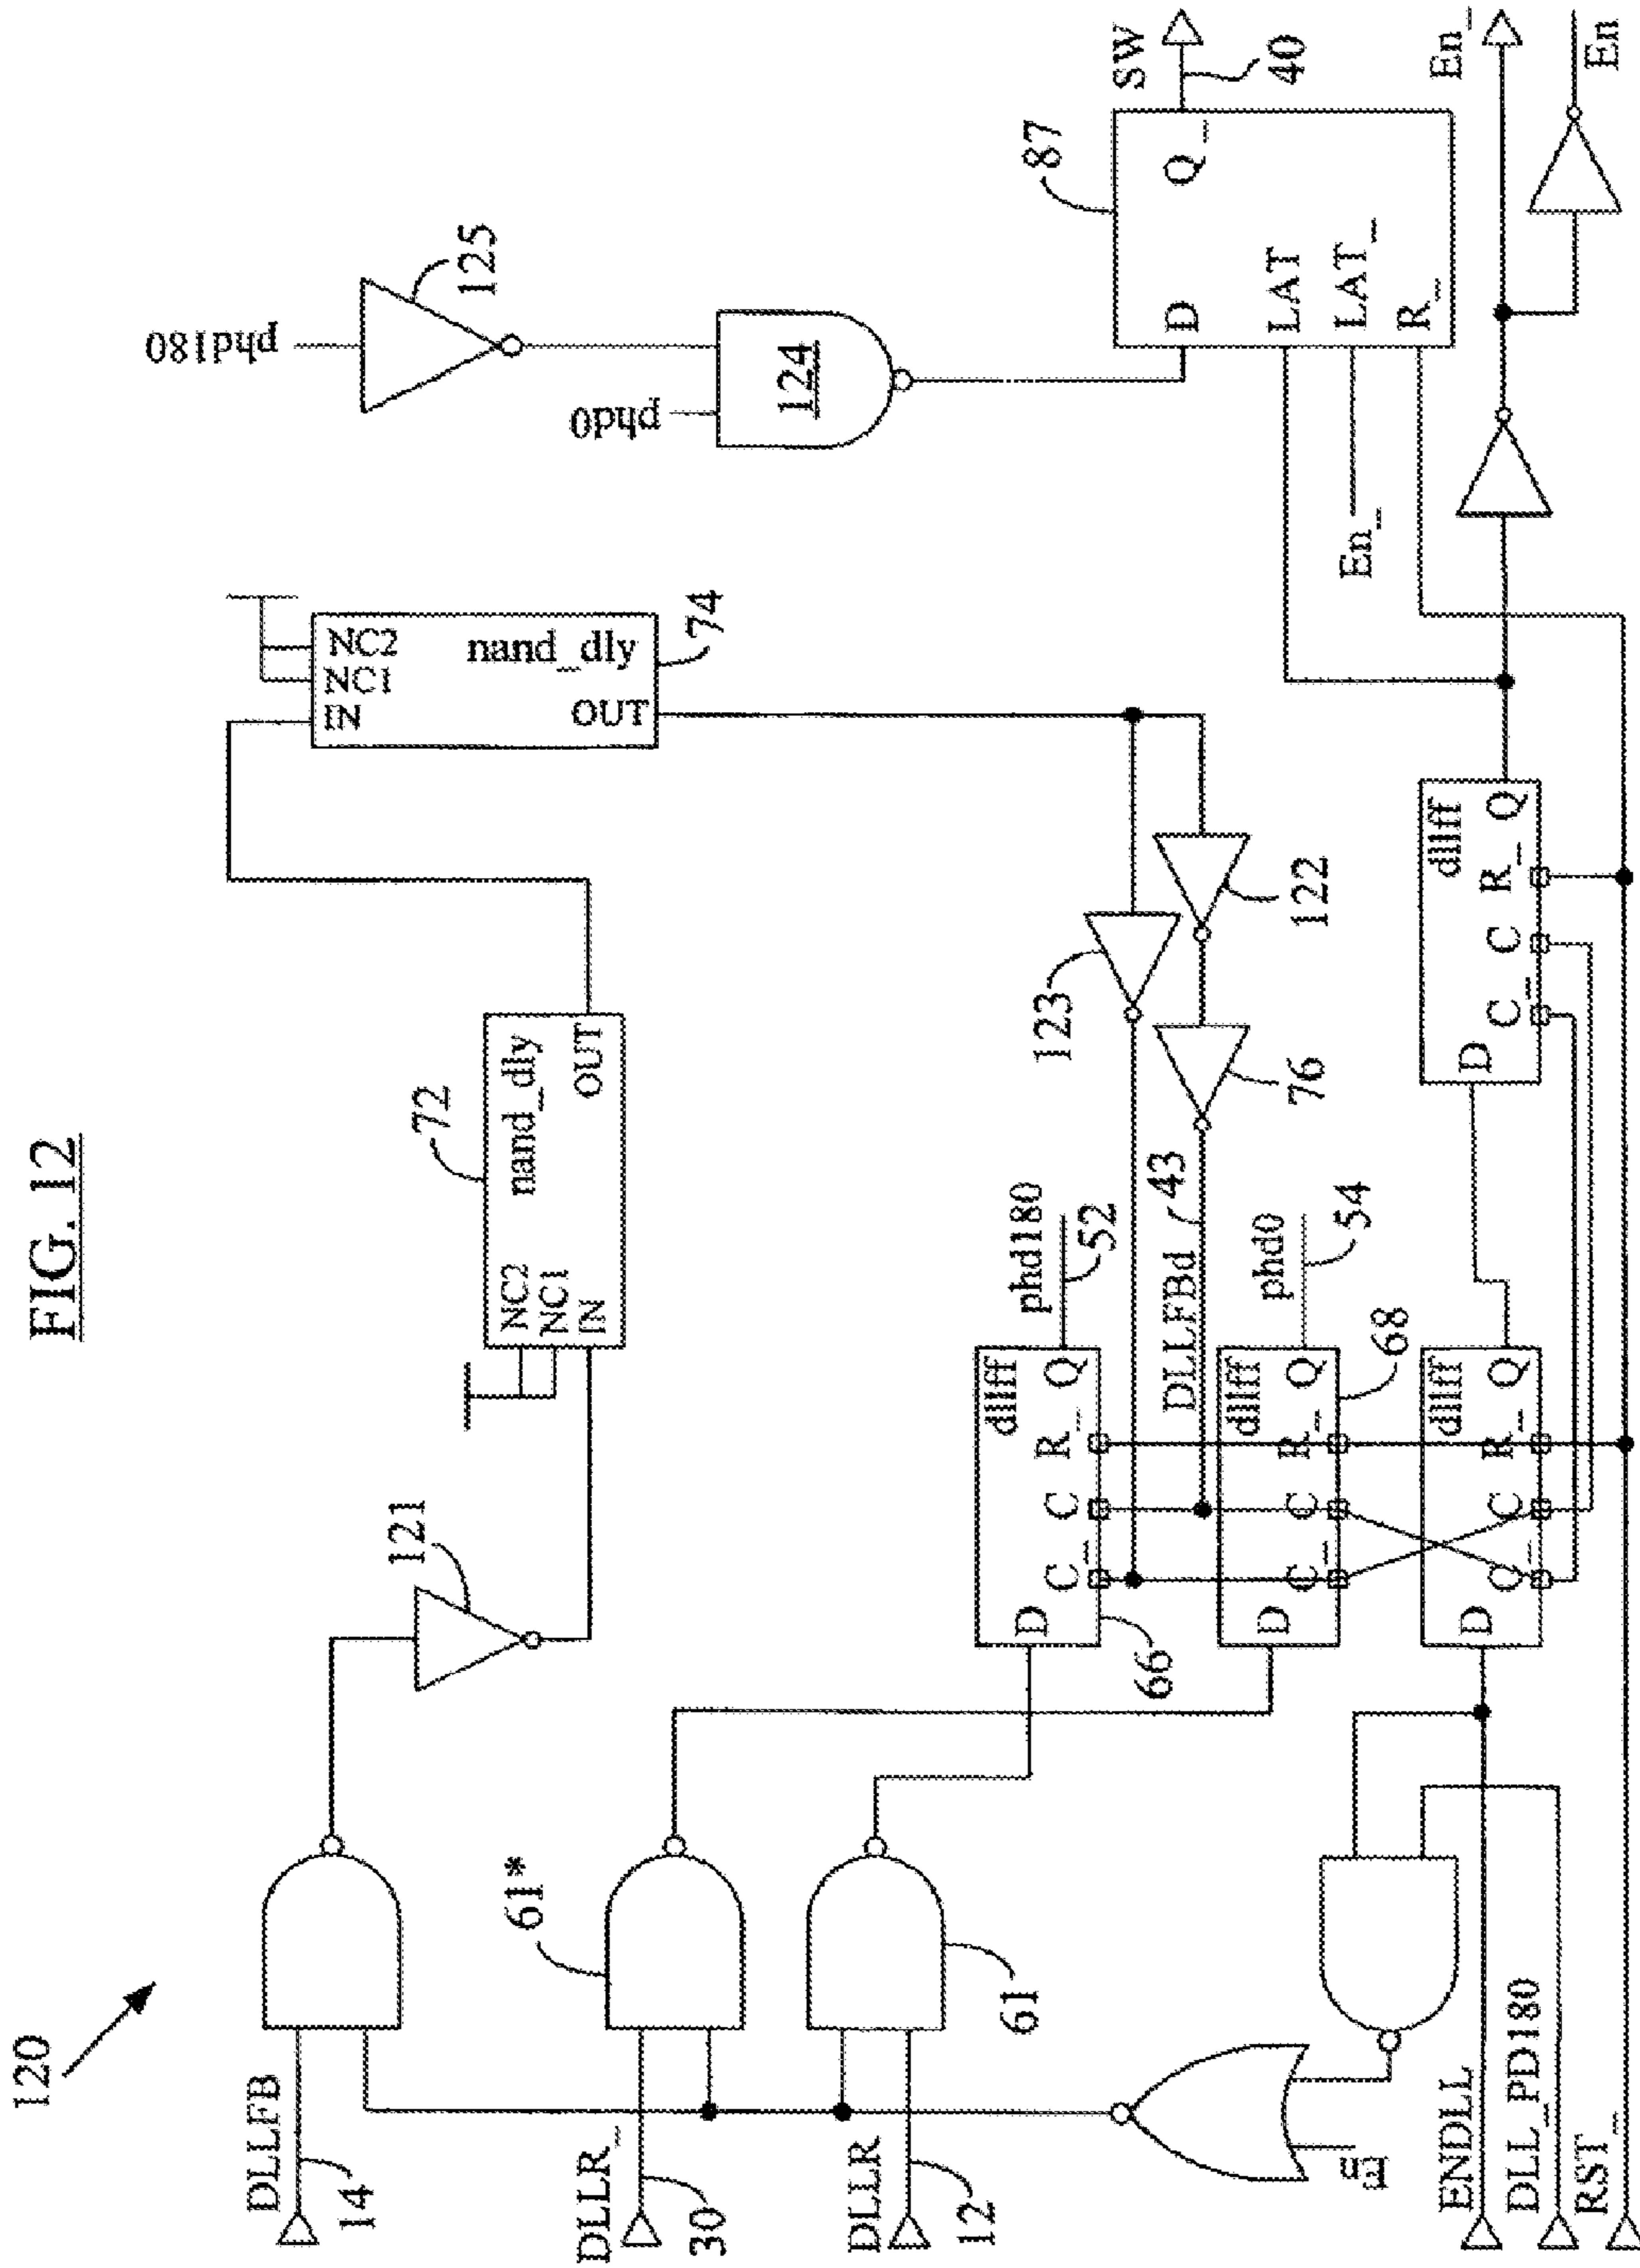 FIG. 12
120
DLLFB
14
DLLR_
30
61*
DLLR
12
61
En
ENDLL
DLL_PD180
RST_
121
72
NC2
NC1
IN
nand_dly
OUT
NC2
NC1
IN
nand_dly
OUT
74
123
122
76
DLLFBd
43
dllff
D
C_
C
R_
Q
66
phd180
52
dllff
D
C_
C
R_
Q
68
phd0
54
dllff
D
C_
C
R_
Q
dllff
D
C_
C
R_
Q
phd180
125
phd0
124
87
D
Q_
LAT
LAT_
R_
En_
SW
40
En_
En